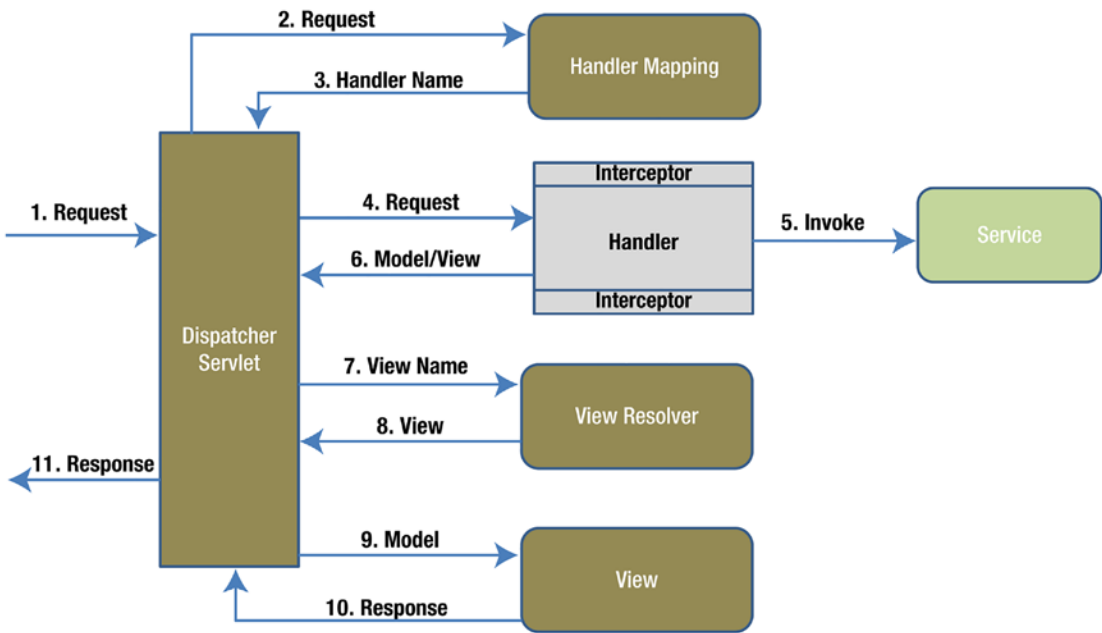 2. Request
Handler Mapping
3. Handler Name
Interceptor
1. Request
4. Request
5. Invoke
Service
Handler
6. Model/View
Interceptor
Dispatcher
Servlet
7. View Name
View Resolver
8. View
11. Response
9. Model
View
10. Response